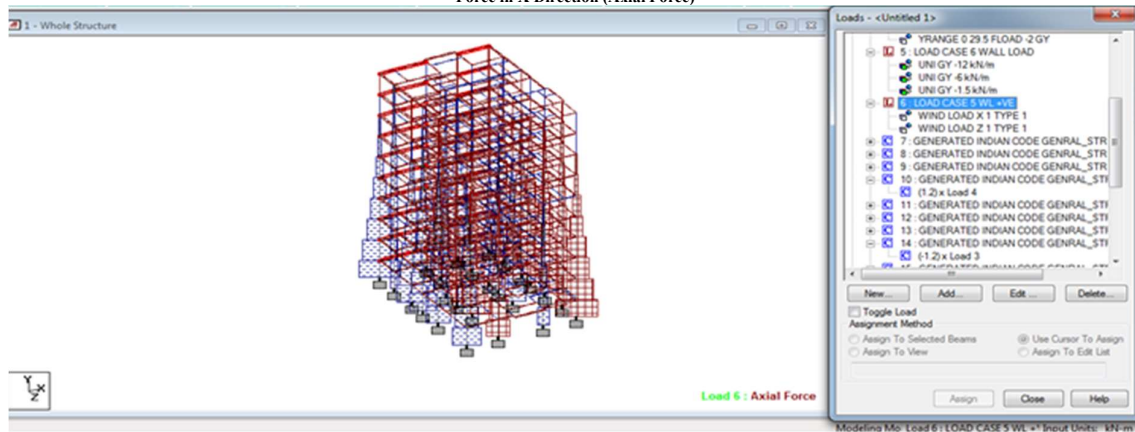 Force in X Direction (Axial Force)
1 - Whole Structure
Loads - <Untitled 1>
YRANGE 0 29.5 FLOAD -2 GY
5 : LOAD CASE 6 WALL LOAD
UNI GY -12 kN/m
UNI GY -6 kN/m
UNI GY -1.5 kN/m
6 : LOAD CASE 5 WL +VE
WIND LOAD X 1 TYPE 1
WIND LOAD Z 1 TYPE 1
7 : GENERATED INDIAN CODE GENRAL_STR
8 : GENERATED INDIAN CODE GENRAL_STR
9 : GENERATED INDIAN CODE GENRAL_STR
10 : GENERATED INDIAN CODE GENRAL_STF
(1.2) x Load 4
11 : GENERATED INDIAN CODE GENRAL_STF
12 : GENERATED INDIAN CODE GENRAL_STF
13 : GENERATED INDIAN CODE GENRAL_STF
14 : GENERATED INDIAN CODE GENRAL_STF
(-1.2) x Load 3
New... Add... Edit ... Delete...
Toggle Load
Assignment Method
Assign To Selected Beams Use Cursor To Assign
Assign To View Assign To Edit List
Assign Close Help
Y
X
Z
Load 6 : Axial Force
Modeling Mo Load 6 : LOAD CASE 5 WL +' Input Units: kN-m